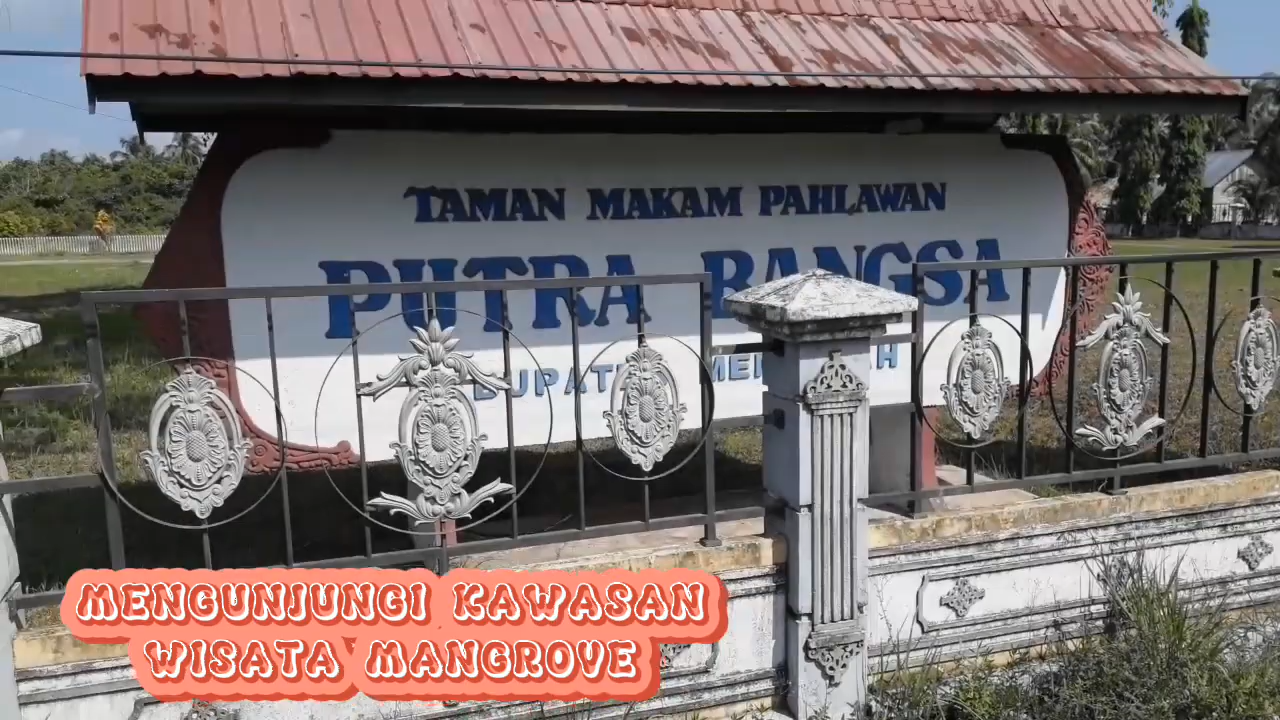 TAMAN MAKAM PAHLAWAN
PUTRA BANGSA
MENGUNJUNGI KAWASAN
WISATA MANGROVE